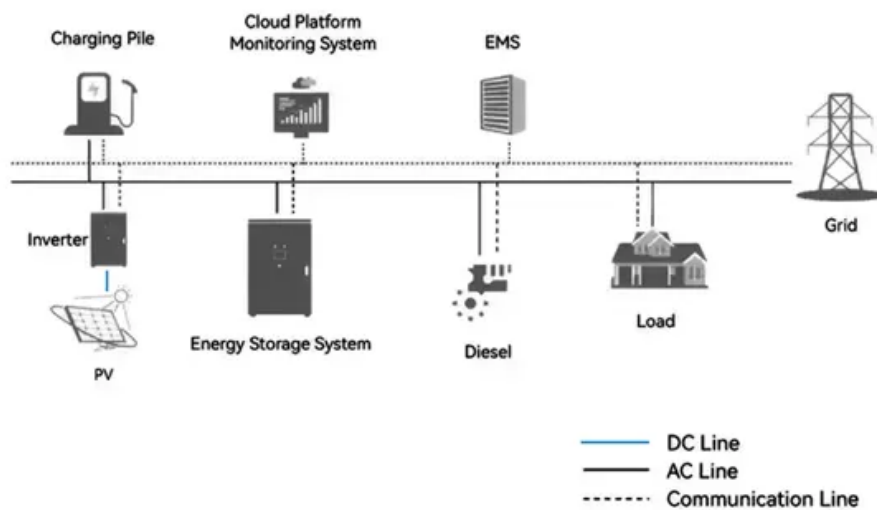 Charging Pile
Cloud Platform
Monitoring System
EMS
Grid
Inverter
Energy Storage System
Diesel
Load
PV
DC Line
AC Line
Communication Line